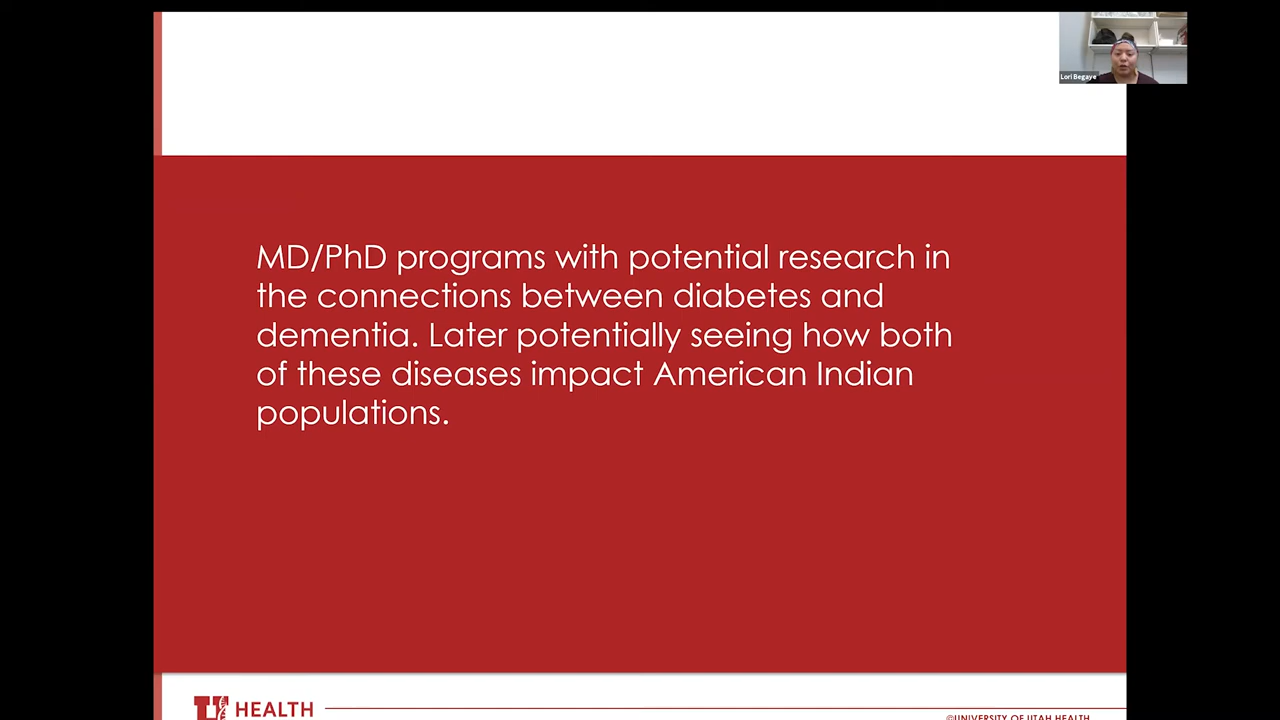 Lori Begaye
MD/PhD programs with potential research in
the connections between diabetes and
dementia. Later potentially seeing how both
of these diseases impact American Indian
populations.
U HEALTH
©UNIVERSITY OF UTAH HEALTH